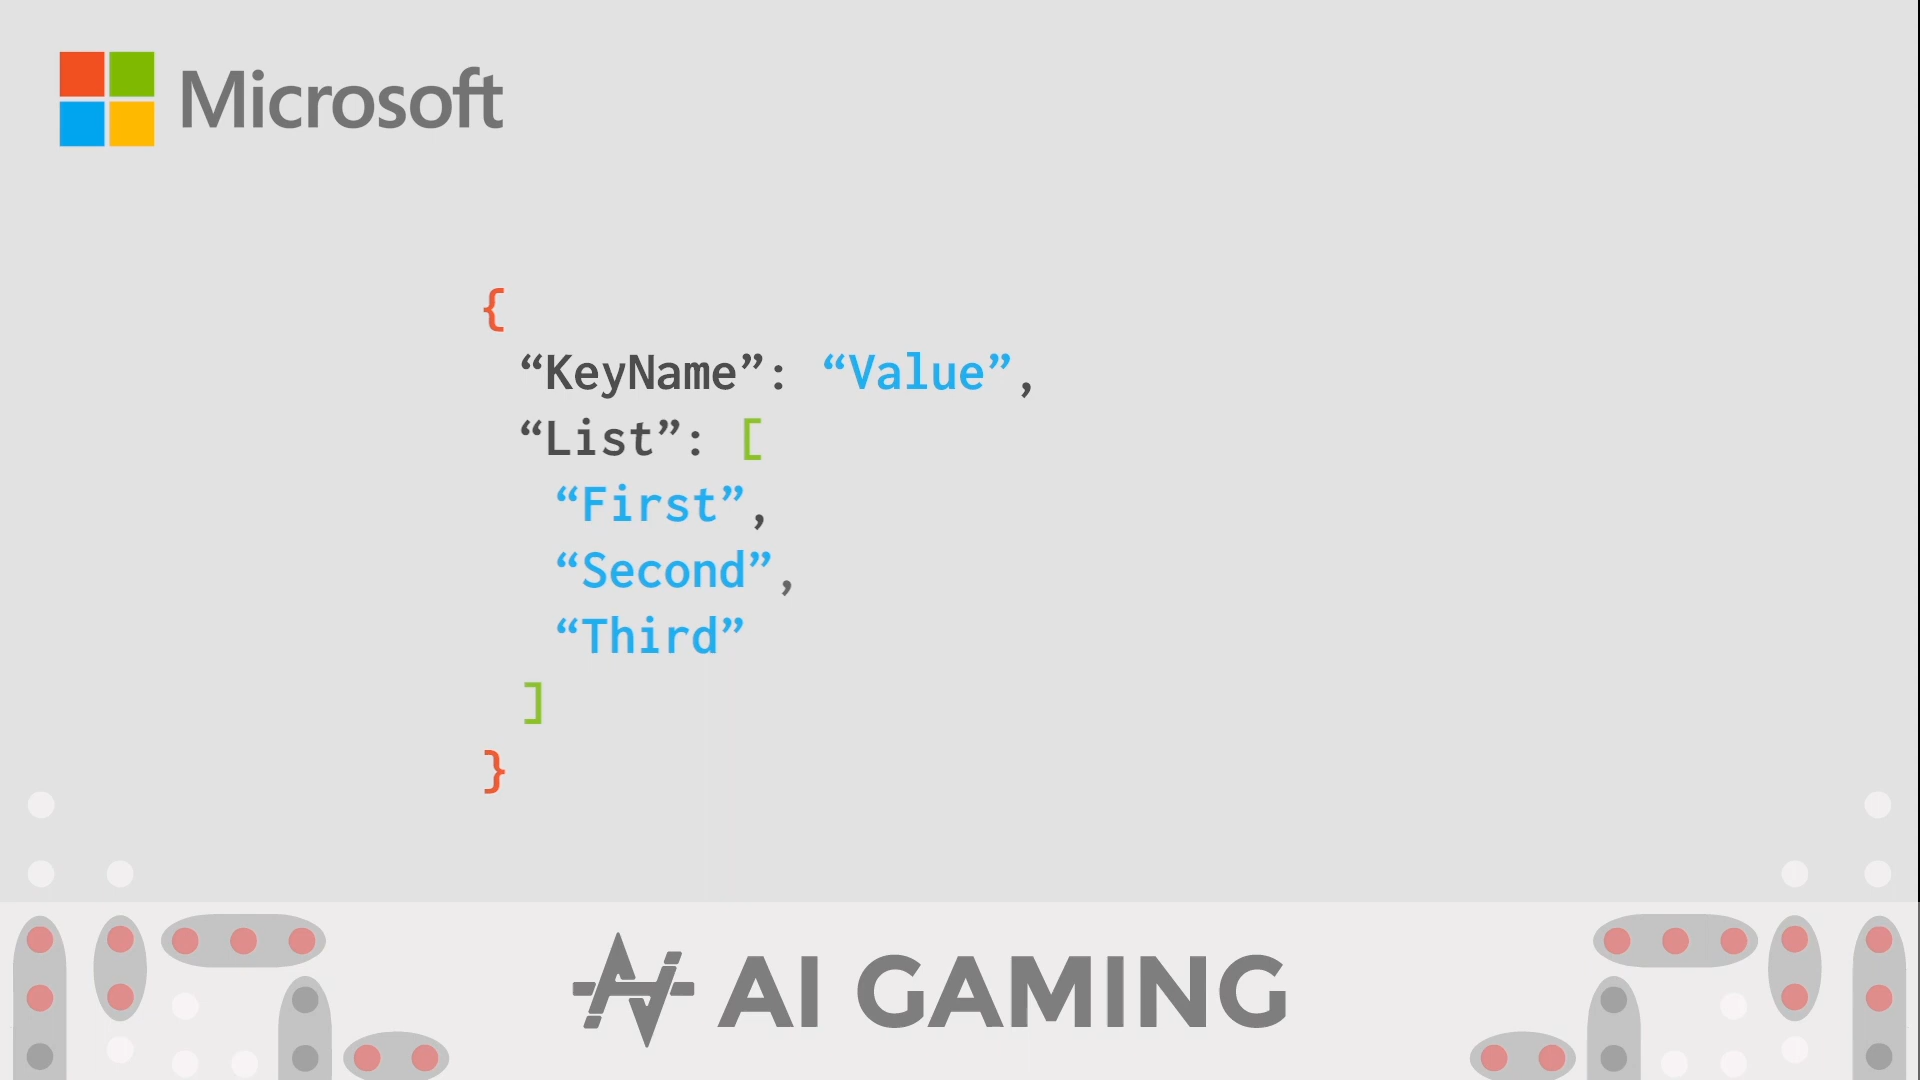 Microsoft
{
“KeyName”: “Value”,
“List”: [
“First”,
“Second”,
“Third”
]
}
AI GAMING